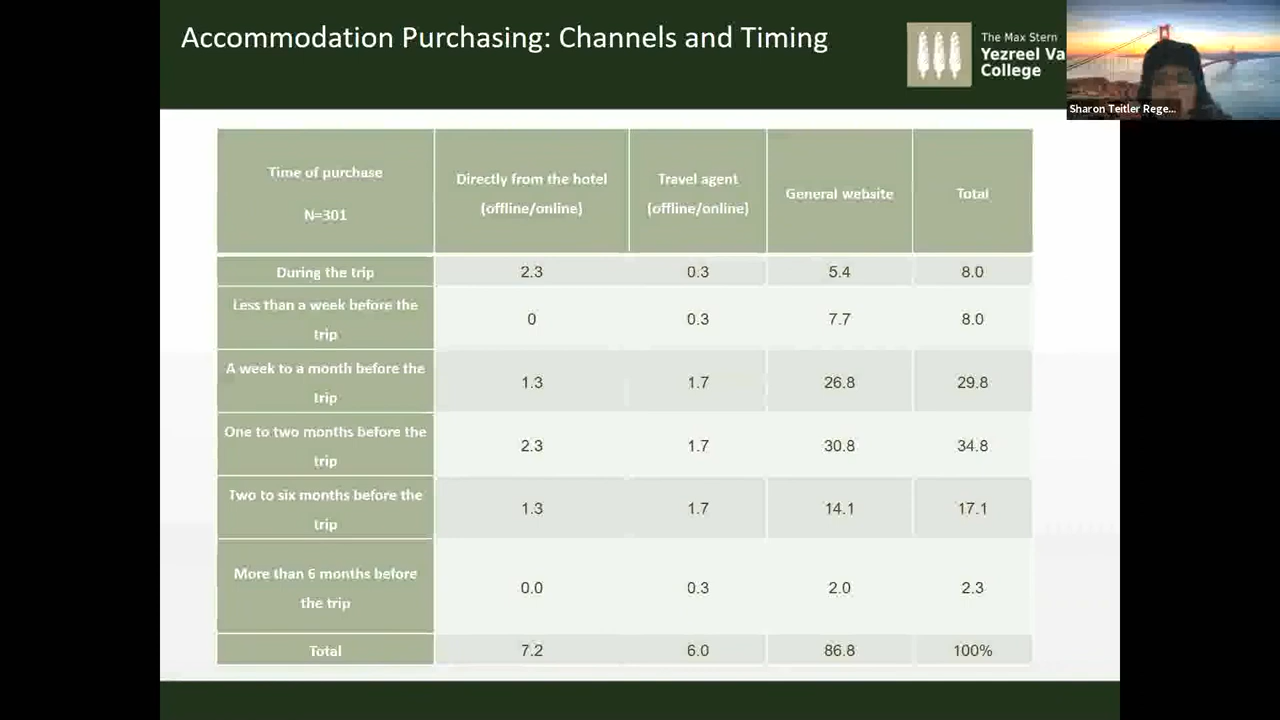 Accommodation Purchasing: Channels and Timing
The Max Stern
Yezreel Va
College
Sharon Teitler Rege...
Time of purchase
N=301
Directly from the hotel
(offline/online)
Travel agent
(offline/online)
General website
Total
During the trip
2.3
0.3
5.4
8.0
Less than a week before the
trip
0
0.3
7.7
8.0
A week to a month before the
trip
1.3
1.7
26.8
29.8
One to two months before the
trip
2.3
1.7
30.8
34.8
Two to six months before the
trip
1.3
1.7
14.1
17.1
More than 6 months before
the trip
0.0
0.3
2.0
2.3
Total
7.2
6.0
86.8
100%